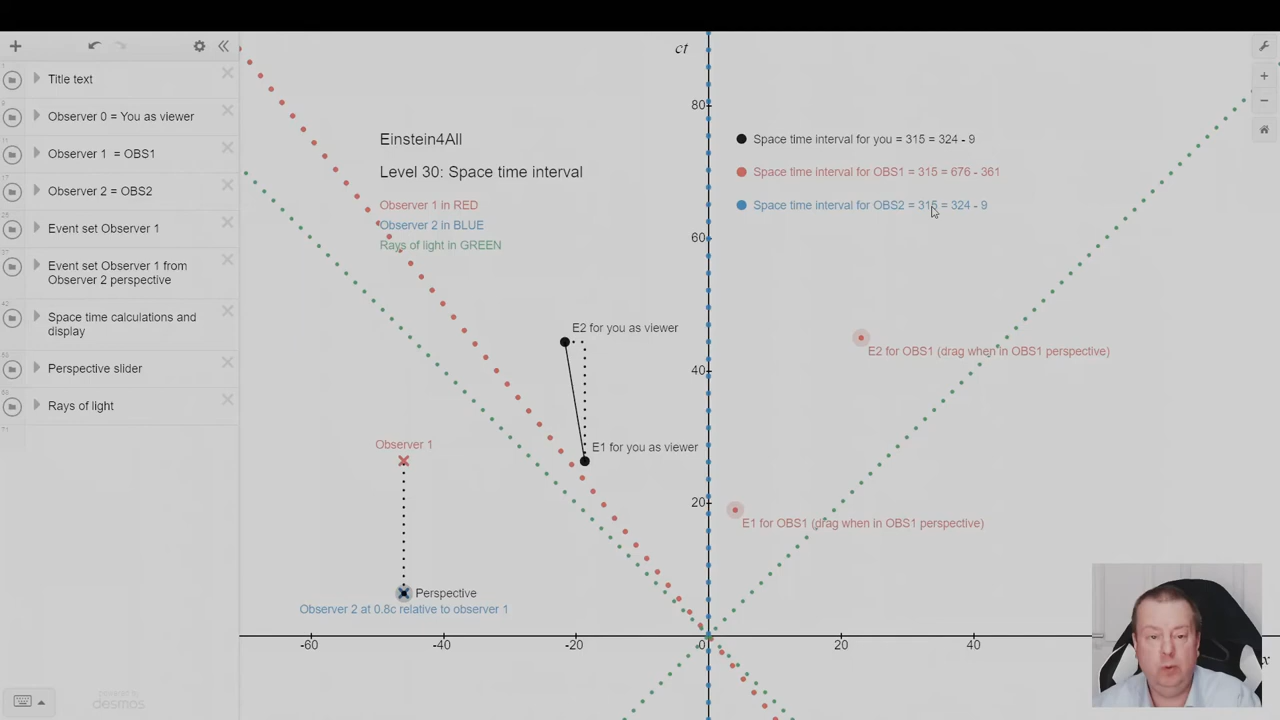 Title text
Observer 0 = You as viewer
Observer 1 = OBS1
Observer 2 = OBS2
Event set Observer 1
Event set Observer 1 from
Observer 2 perspective
Space time calculations and
display
Perspective slider
Rays of light
powered by
desmos
ct
80
60
40
20
Einstein4All
Level 30: Space time interval
Observer 1 in RED
Observer 2 in BLUE
Rays of light in GREEN
Space time interval for you = 315 = 324 - 9
Space time interval for OBS1 = 315 = 676 - 361
Space time interval for OBS2 = 315 = 324 - 9
E2 for you as viewer
E2 for OBS1 (drag when in OBS1 perspective)
Observer 1
E1 for you as viewer
E1 for OBS1 (drag when in OBS1 perspective)
Perspective
Observer 2 at 0.8c relative to observer 1
-60
-40
-20
0
20
40
x